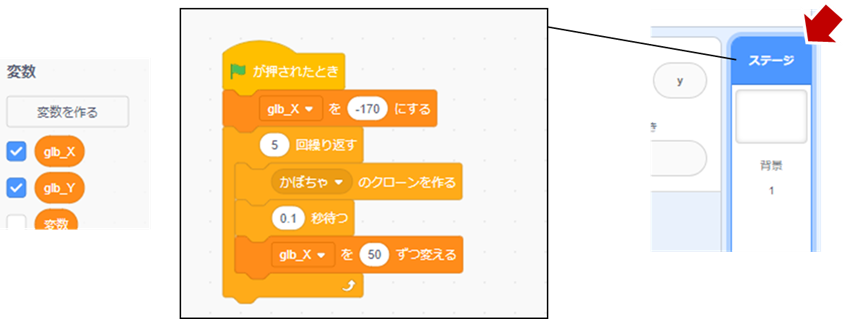 変数
変数を作る
glb_X
glb_Y
変数
が押されたとき
glb_X を -170 にする
5 回繰り返す
かぼちゃ のクローンを作る
0.1 秒待つ
glb_X を 50 ずつ変える
ステージ
y
き
背景
1